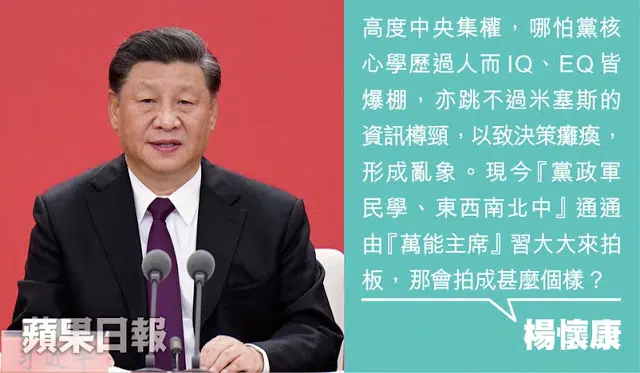 高度中央集權，哪怕黨核
心學歷過人而IQ、EQ皆
爆棚，亦跳不過米塞斯的
資訊樽頸，以致決策癱瘓，
形成亂象。現今『黨政軍
民學、東西南北中』通通
由『萬能主席』習大大來拍
板，那會拍成甚麼個樣？
楊懷康
蘋果日報